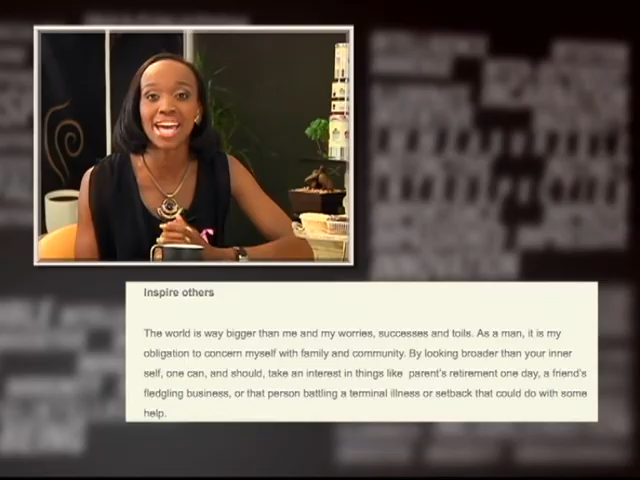 Inspire others
The world is way bigger than me and my worries, successes and toils. As a man, it is my
obligation to concern myself with family and community. By looking broader than your inner
self, one can, and should, take an interest in things like parent's retirement one day, a friend's
fledgling business, or that person battling a terminal illness or setback that could do with some
help.